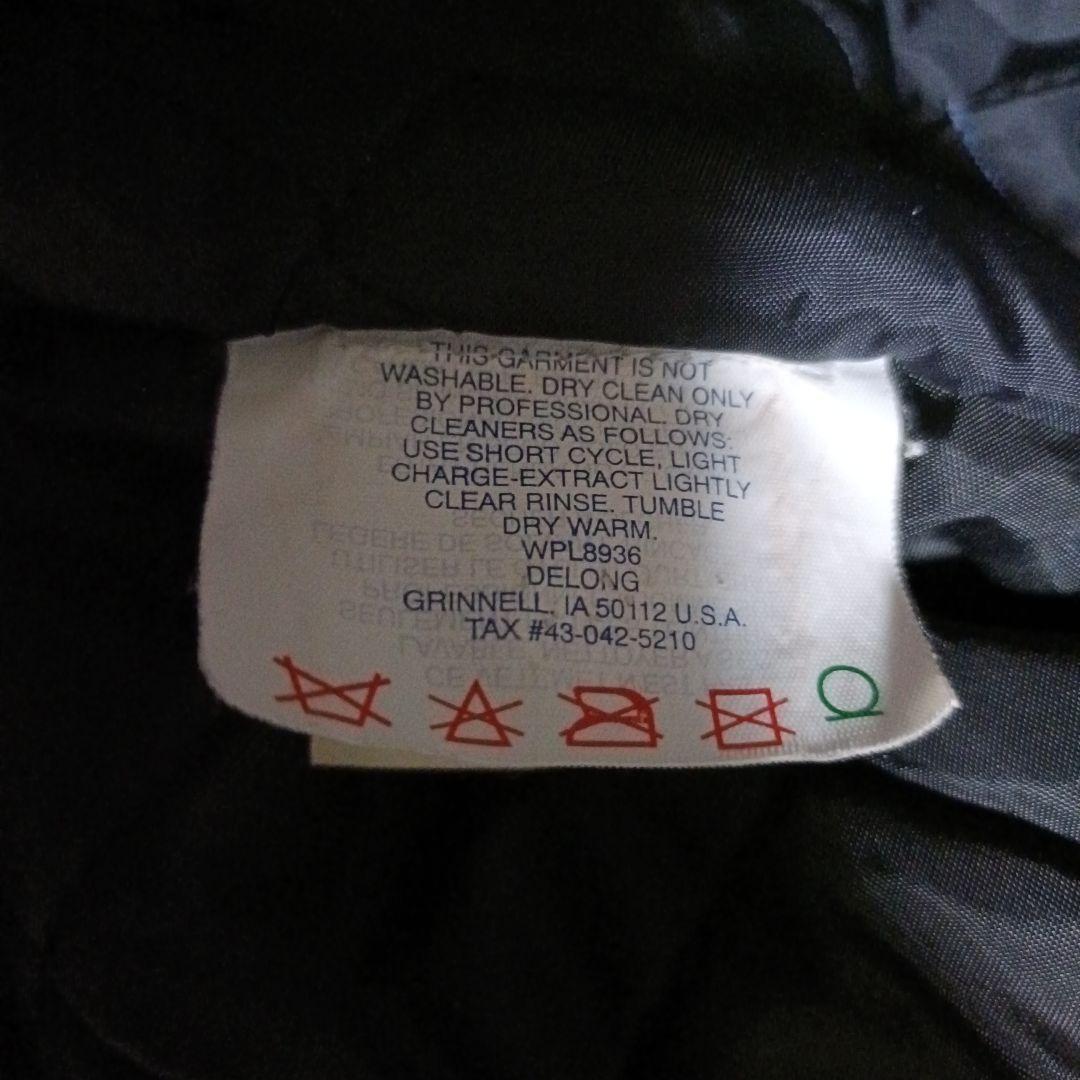 THIS GARMENT IS NOT
WASHABLE. DRY CLEAN ONLY
BY PROFESSIONAL. DRY
CLEANERS AS FOLLOWS:
USE SHORT CYCLE, LIGHT
CHARGE-EXTRACT LIGHTLY
CLEAR RINSE. TUMBLE
DRY WARM.
WPL8936
DELONG
GRINNELL, IA 50112 U.S.A.
TAX #43-042-5210